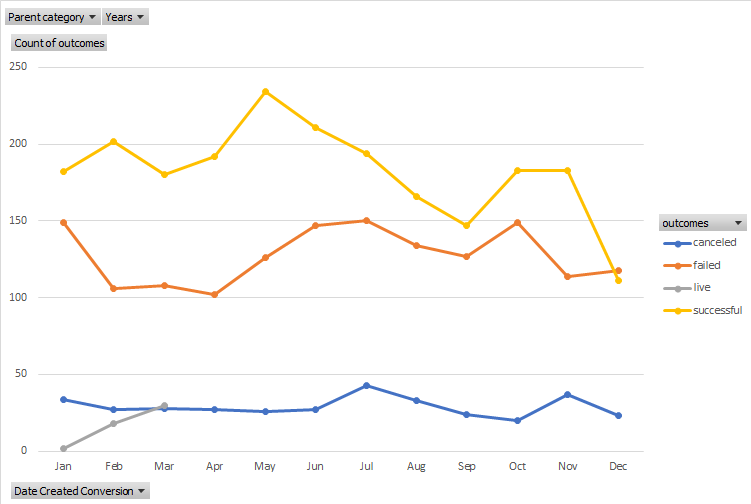 Parent category Years
Count of outcomes
250
200
150
100
50
0
Jan Feb Mar Apr May Jun Jul Aug Sep Oct Nov Dec
outcomes
canceled
failed
live
successful
Date Created Conversion